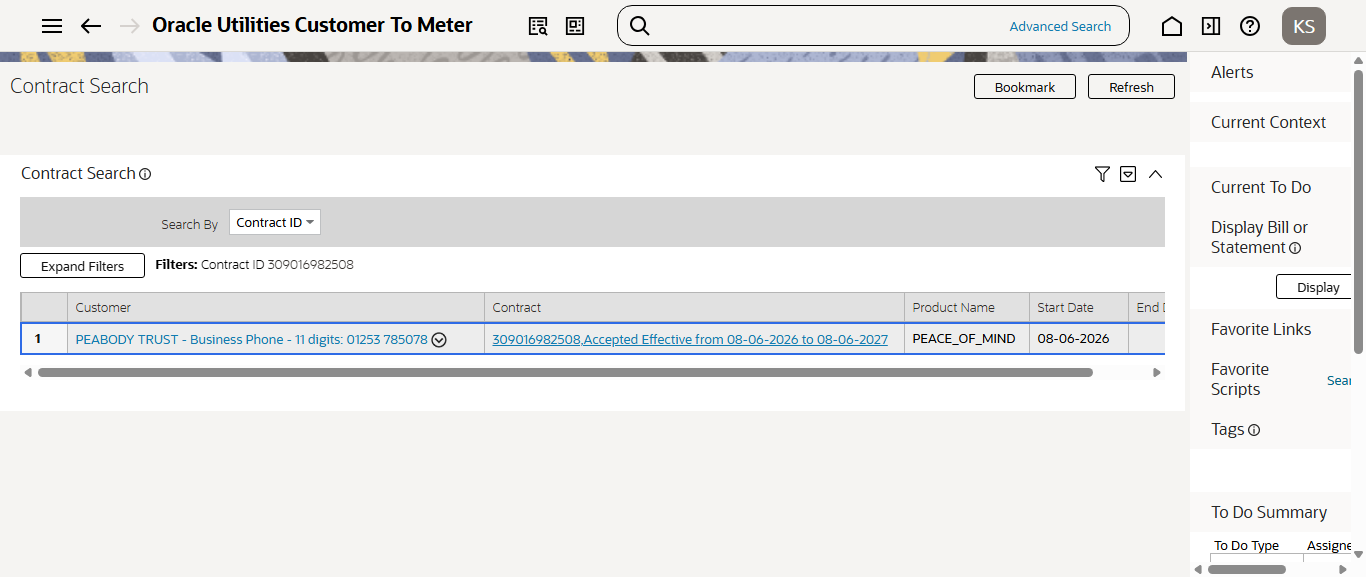 Oracle Utilities Customer To Meter
Advanced Search
KS
Contract Search
Bookmark
Refresh
Contract Search
Search By
Contract ID
Expand Filters
Filters: Contract ID 309016982508
Customer
Contract
Product Name
Start Date
End
1
PEABODY TRUST - Business Phone - 11 digits: 01253 785078
309016982508,Accepted Effective from 08-06-2026 to 08-06-2027
PEACE_OF_MIND
08-06-2026
Alerts
Current Context
Current To Do
Display Bill or
Statement
Display
Favorite Links
Favorite
Scripts
Sear
Tags
To Do Summary
To Do Type
Assigne